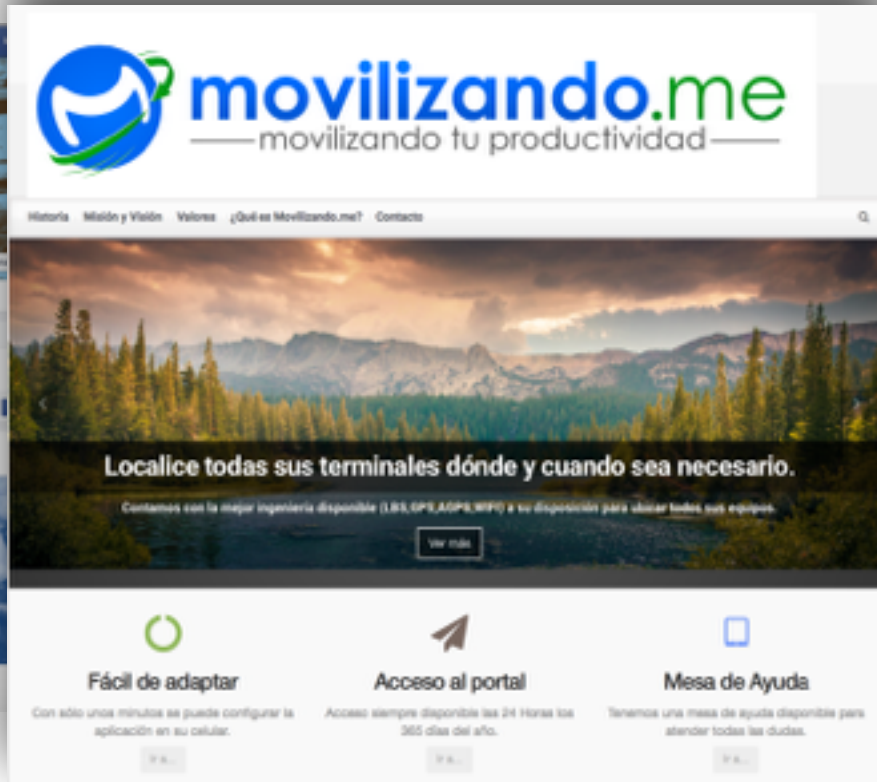 movilizando.me
movilizando tu productividad
Historia Misión y Visión Valores ¿Qué es Movilizando.me? Contacto
Localice todas sus terminales dónde y cuando sea necesario.
Contamos con la mejor ingeniería disponible (LBS,GPS,AGPS,WIFI) a su disposición para ubicar todos sus equipos.
Ver más
Fácil de adaptar
Acceso al portal
Mesa de Ayuda
Con sólo unos minutos se puede configurar la
aplicación en su celular.
Acceso siempre disponible las 24 Horas los
365 días del año.
Tenemos una mesa de ayuda disponible para
atender todas las dudas.
Ir a...
Ir a...
Ir a...